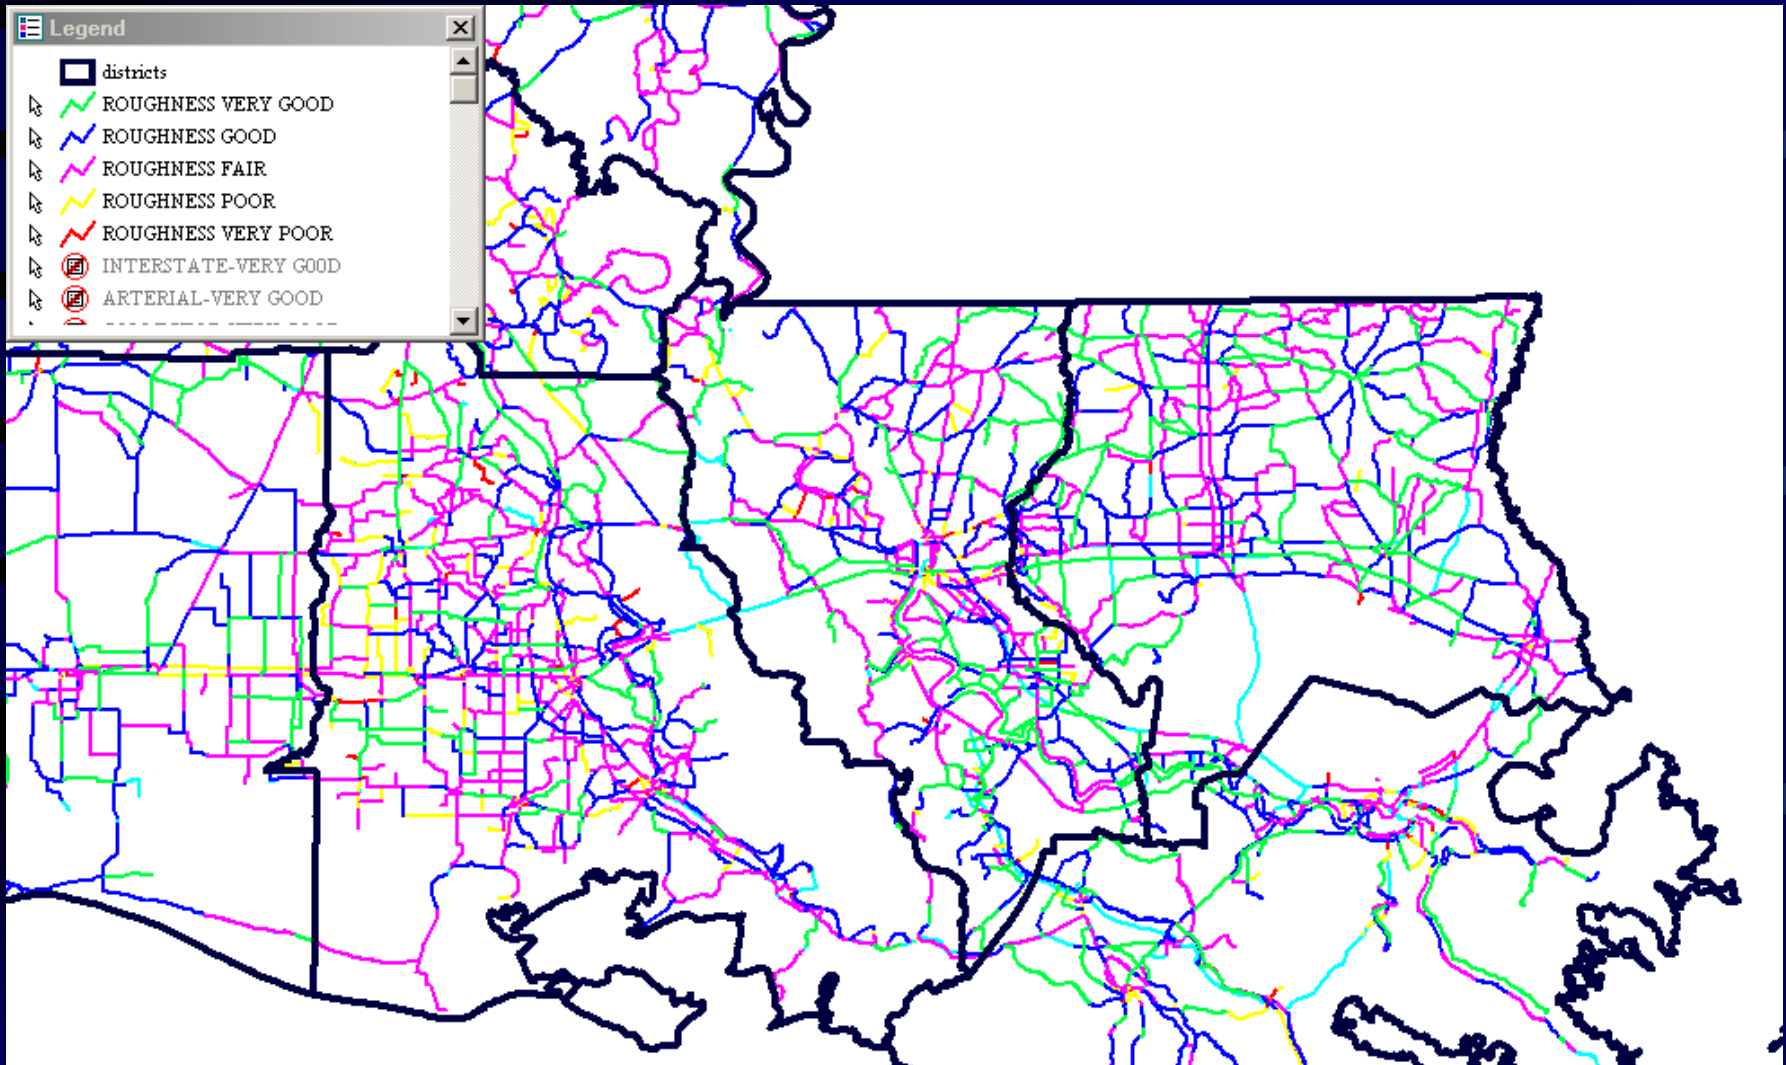 Legend
districts
ROUGHNESS VERY GOOD
ROUGHNESS GOOD
ROUGHNESS FAIR
ROUGHNESS POOR
ROUGHNESS VERY POOR
INTERSTATE-VERY GOOD
ARTERIAL-VERY GOOD